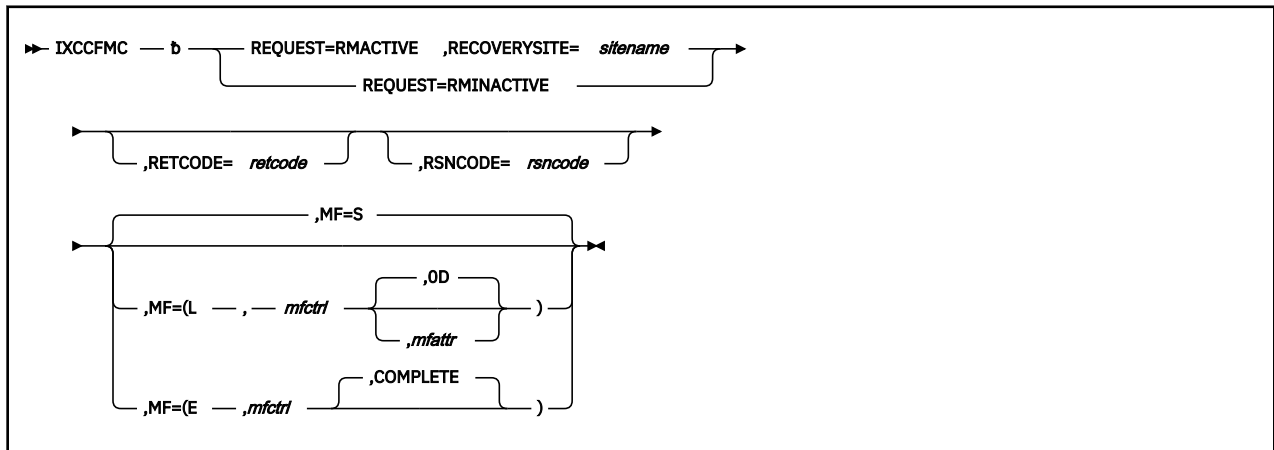 IXCCFMC ƀ REQUEST=RMACTIVE ,RECOVERYSITE= sitename
REQUEST=RMINACTIVE
,RETCODE= retcode ,RSNCODE= rsncode
,MF=S
,0D
,MF=(L , mfctrl )
,mfattr
,COMPLETE
,MF=(E ,mfctrl )